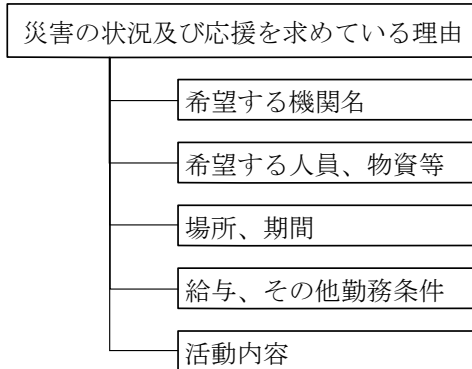 災害の状況及び応援を求めている理由
希望する機関名
希望する人員、物資等
場所、期間
給与、その他勤務条件
活動内容